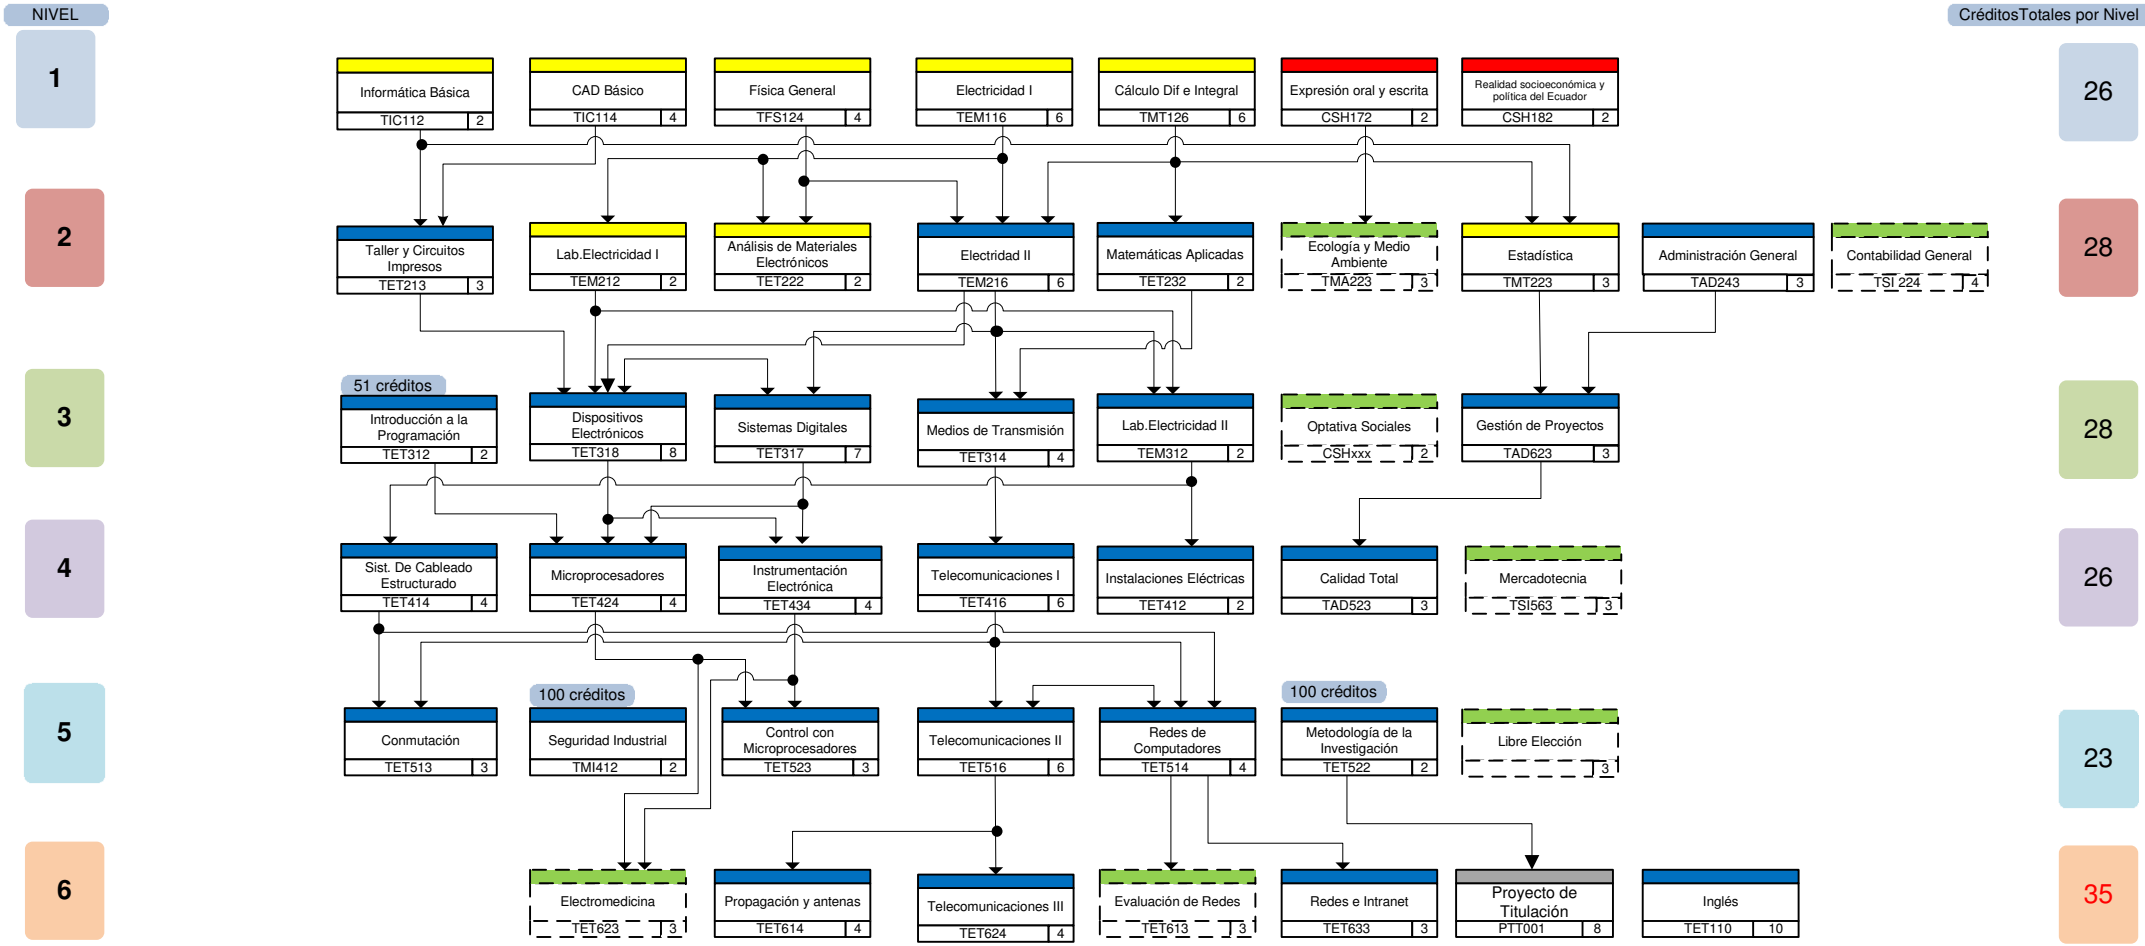 NIVEL
CréditosTotales por Nivel
1
Informática Básica
TIC112 2
CAD Básico
TIC114 4
Física General
TFS124 4
Electricidad I
TEM116 6
Cálculo Dif e Integral
TMT126 6
Expresión oral y escrita
CSH172 2
Realidad socioeconómica y
política del Ecuador
CSH182 2
26
2
Taller y Circuitos
Impresos
TET213 3
Lab.Electricidad I
TEM212 2
Análisis de Materiales
Electrónicos
TET222 2
Electridad II
TEM216 6
Matemáticas Aplicadas
TET232 2
Ecología y Medio
Ambiente
TMA223 3
Estadística
TMT223 3
Administración General
TAD243 3
Contabilidad General
TSI 224 4
28
3
51 créditos
Introducción a la
Programación
TET312 2
Dispositivos
Electrónicos
TET318 8
Sistemas Digitales
TET317 7
Medios de Transmisión
TET314 4
Lab.Electricidad II
TEM312 2
Optativa Sociales
CSHxxx 2
Gestión de Proyectos
TAD623 3
28
4
Sist. De Cableado
Estructurado
TET414 4
Microprocesadores
TET424 4
Instrumentación
Electrónica
TET434 4
Telecomunicaciones I
TET416 6
Instalaciones Eléctricas
TET412 2
Calidad Total
TAD523 3
Mercadotecnia
TSI563 3
26
5
Conmutación
TET513 3
100 créditos
Seguridad Industrial
TMI412 2
Control con
Microprocesadores
TET523 3
Telecomunicaciones II
TET516 6
Redes de
Computadores
TET514 4
100 créditos
Metodología de la
Investigación
TET522 2
Libre Elección
3
23
6
Electromedicina
TET623 3
Propagación y antenas
TET614 4
Telecomunicaciones III
TET624 4
Evaluación de Redes
TET613 3
Redes e Intranet
TET633 3
Proyecto de
Titulación
PTT001 8
Inglés
TET110 10
35